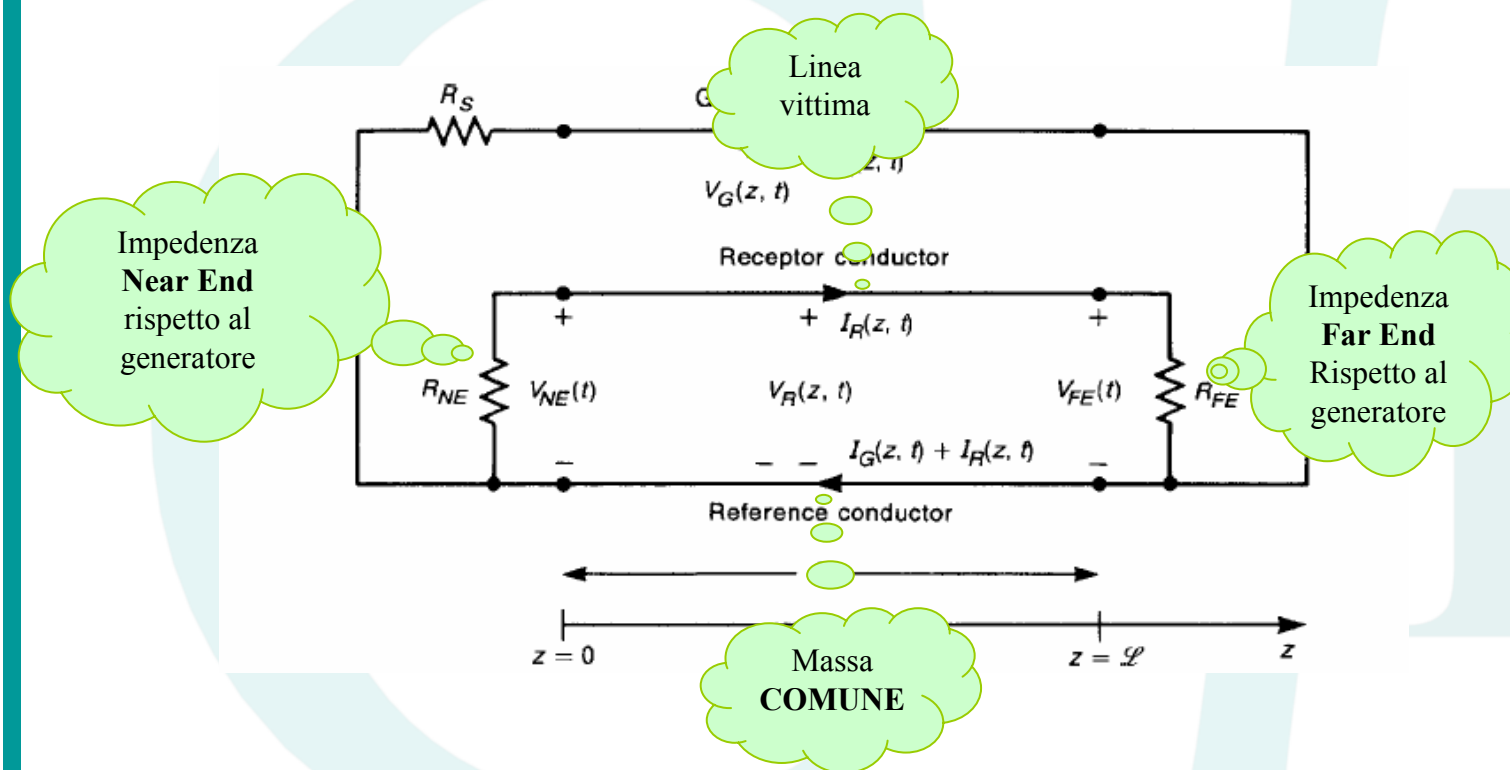 Linea
vittima
R_S
G
z, t)
V_G(z, t)
Impedenza
Near End
rispetto al
generatore
Receptor conductor
Impedenza
Far End
Rispetto al
generatore
+ + +
I_R(z, t)
R_NE V_NE(t) V_R(z, t) V_FE(t) R_FE
I_G(z, t) + I_R(z, t)
− − − −
Reference conductor
z = 0 z = ℒ z
Massa
COMUNE